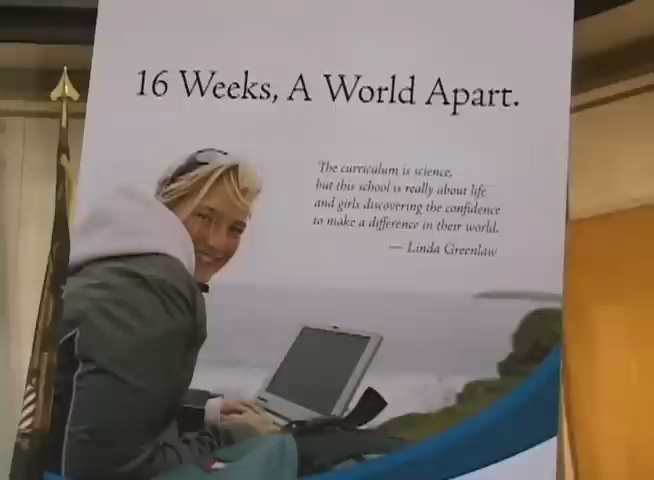 16 Weeks, A World Apart.
The curriculum is science,
but this school is really about life
and girls discovering the confidence
to make a difference in their world.
— Linda Greenlaw